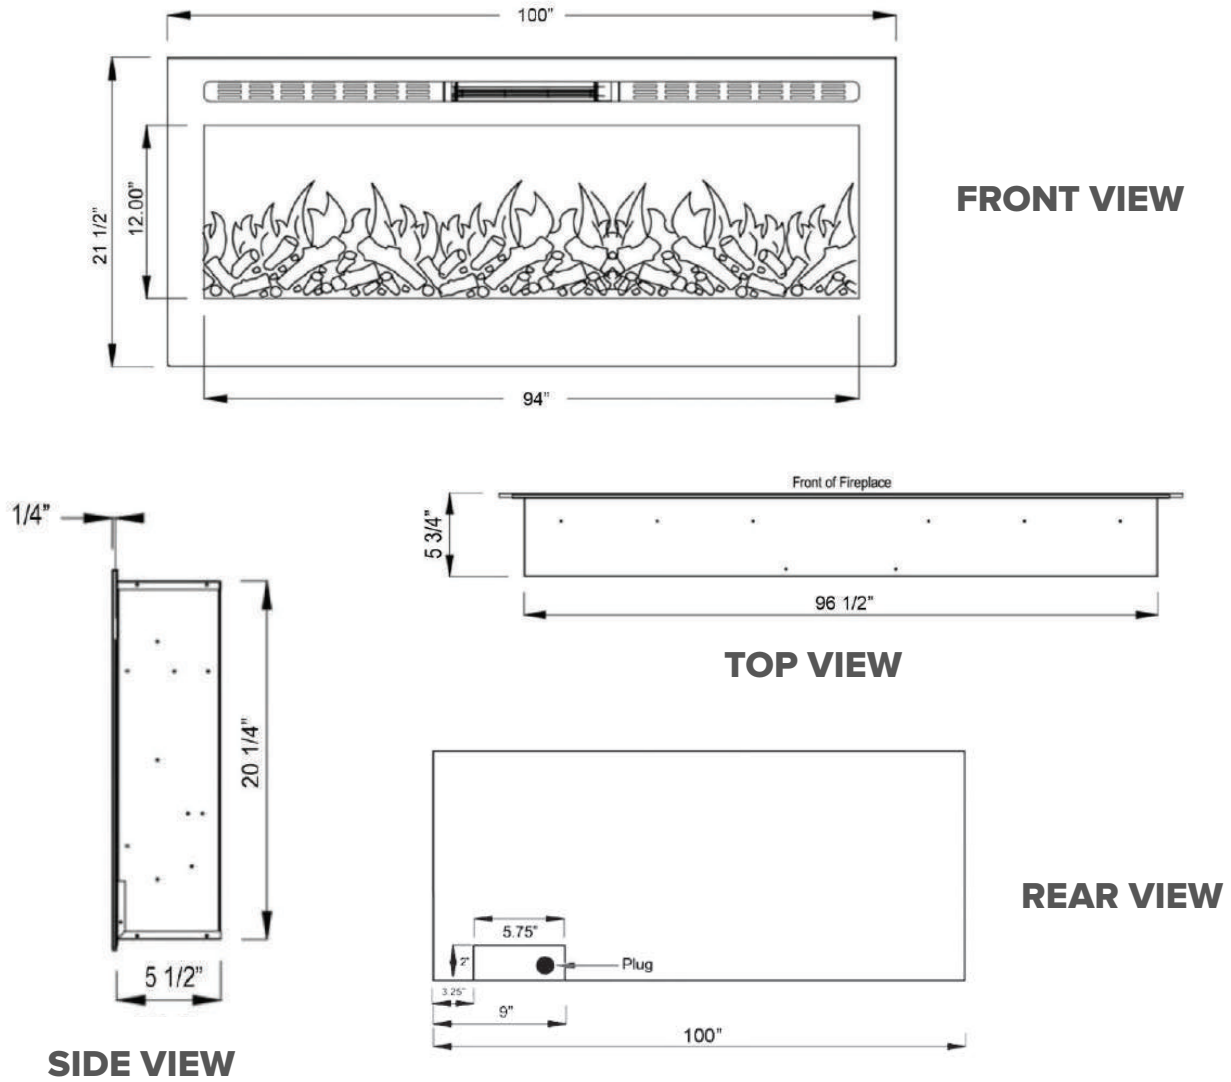 100"
21 1/2"
12.00"
FRONT VIEW
94"
Front of Fireplace
1/4"
5 3/4"
96 1/2"
TOP VIEW
20 1/4"
5 1/2"
SIDE VIEW
REAR VIEW
5.75"
2"
Plug
3.25"
9"
100"